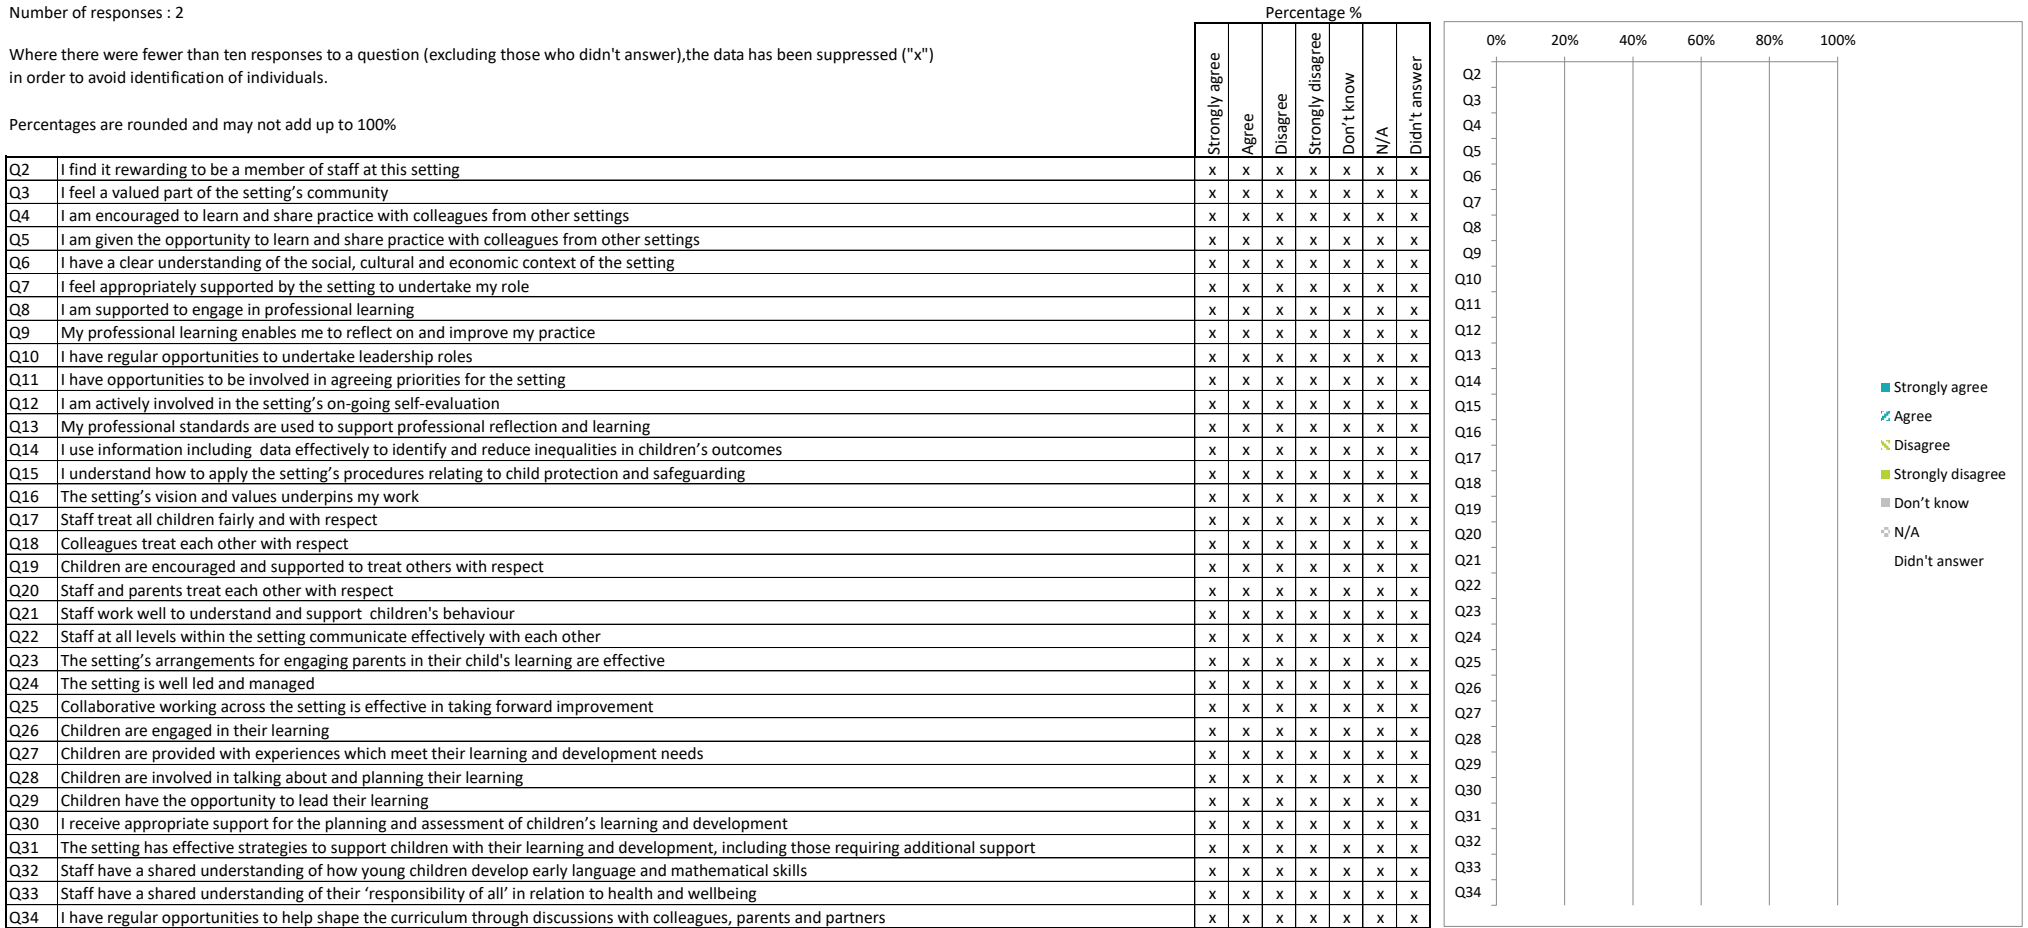 Number of responses : 2
Percentage %
Where there were fewer than ten responses to a question (excluding those who didn't answer),the data has been suppressed ("x")
in order to avoid identification of individuals.
Percentages are rounded and may not add up to 100%
Strongly agree
Agree
Disagree
Strongly disagree
Don't know
N/A
Didn't answer
Q2 I find it rewarding to be a member of staff at this setting x x x x x x x
Q3 I feel a valued part of the setting's community x x x x x x x
Q4 I am encouraged to learn and share practice with colleagues from other settings x x x x x x x
Q5 I am given the opportunity to learn and share practice with colleagues from other settings x x x x x x x
Q6 I have a clear understanding of the social, cultural and economic context of the setting x x x x x x x
Q7 I feel appropriately supported by the setting to undertake my role x x x x x x x
Q8 I am supported to engage in professional learning x x x x x x x
Q9 My professional learning enables me to reflect on and improve my practice x x x x x x x
Q10 I have regular opportunities to undertake leadership roles x x x x x x x
Q11 I have opportunities to be involved in agreeing priorities for the setting x x x x x x x
Q12 I am actively involved in the setting's on-going self-evaluation x x x x x x x
Q13 My professional standards are used to support professional reflection and learning x x x x x x x
Q14 I use information including  data effectively to identify and reduce inequalities in children's outcomes x x x x x x x
Q15 I understand how to apply the setting's procedures relating to child protection and safeguarding x x x x x x x
Q16 The setting's vision and values underpins my work x x x x x x x
Q17 Staff treat all children fairly and with respect x x x x x x x
Q18 Colleagues treat each other with respect x x x x x x x
Q19 Children are encouraged and supported to treat others with respect x x x x x x x
Q20 Staff and parents treat each other with respect x x x x x x x
Q21 Staff work well to understand and support  children's behaviour x x x x x x x
Q22 Staff at all levels within the setting communicate effectively with each other x x x x x x x
Q23 The setting's arrangements for engaging parents in their child's learning are effective x x x x x x x
Q24 The setting is well led and managed x x x x x x x
Q25 Collaborative working across the setting is effective in taking forward improvement x x x x x x x
Q26 Children are engaged in their learning x x x x x x x
Q27 Children are provided with experiences which meet their learning and development needs x x x x x x x
Q28 Children are involved in talking about and planning their learning x x x x x x x
Q29 Children have the opportunity to lead their learning x x x x x x x
Q30 I receive appropriate support for the planning and assessment of children's learning and development x x x x x x x
Q31 The setting has effective strategies to support children with their learning and development, including those requiring additional support x x x x x x x
Q32 Staff have a shared understanding of how young children develop early language and mathematical skills x x x x x x x
Q33 Staff have a shared understanding of their 'responsibility of all' in relation to health and wellbeing x x x x x x x
Q34 I have regular opportunities to help shape the curriculum through discussions with colleagues, parents and partners x x x x x x x
0% 20% 40% 60% 80% 100%
Q2
Q3
Q4
Q5
Q6
Q7
Q8
Q9
Q10
Q11
Q12
Q13
Q14
Q15
Q16
Q17
Q18
Q19
Q20
Q21
Q22
Q23
Q24
Q25
Q26
Q27
Q28
Q29
Q30
Q31
Q32
Q33
Q34
Strongly agree
Agree
Disagree
Strongly disagree
Don't know
N/A
Didn't answer